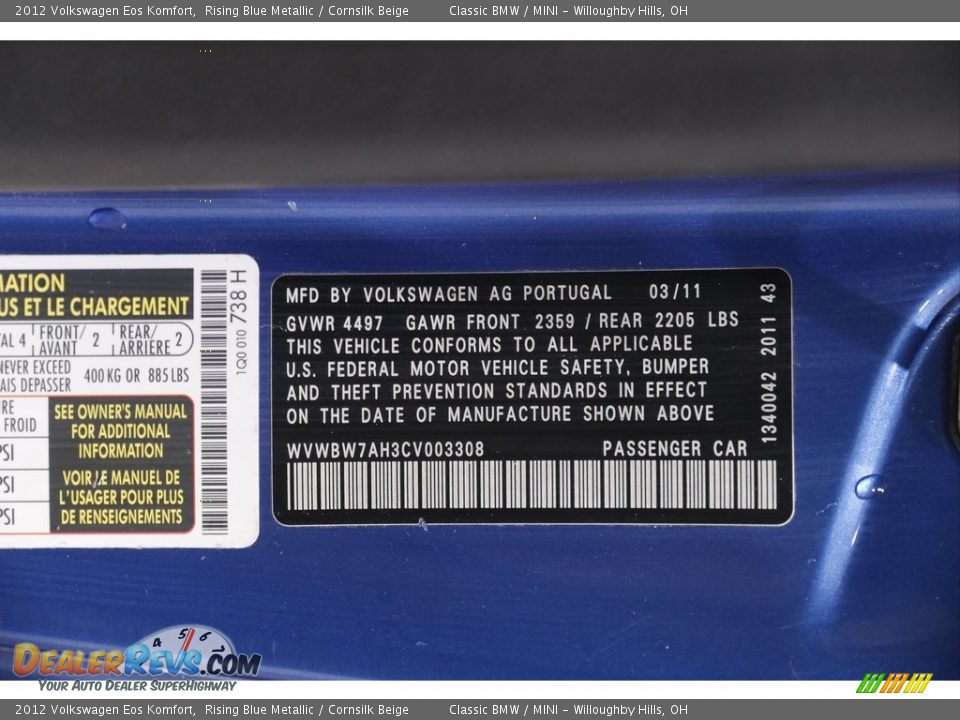 2012 Volkswagen Eos Komfort, Rising Blue Metallic / Cornsilk Beige Classic BMW / MINI - Willoughby Hills, OH
MATION
US ET LE CHARGEMENT
TAL 4 FRONT/ AVANT 2 REAR/ ARRIERE 2
NEVER EXCEED
AIS DEPASSER
400 KG OR 885 LBS
FROID
PSI
PSI
PSI
SEE OWNER'S MANUAL
FOR ADDITIONAL
INFORMATION
VOIR LE MANUEL DE
L'USAGER POUR PLUS
DE RENSEIGNEMENTS
1Q0 010 738 H
MFD BY VOLKSWAGEN AG PORTUGAL 03/11
GVWR 4497 GAWR FRONT 2359 / REAR 2205 LBS
THIS VEHICLE CONFORMS TO ALL APPLICABLE
U.S. FEDERAL MOTOR VEHICLE SAFETY, BUMPER
AND THEFT PREVENTION STANDARDS IN EFFECT
ON THE DATE OF MANUFACTURE SHOWN ABOVE
WVWBW7AH3CV003308 PASSENGER CAR
1340042 2011 43
4 5 6
DEALERREVS.COM
YOUR AUTO DEALER SUPERHIGHWAY
2012 Volkswagen Eos Komfort, Rising Blue Metallic / Cornsilk Beige Classic BMW / MINI - Willoughby Hills, OH